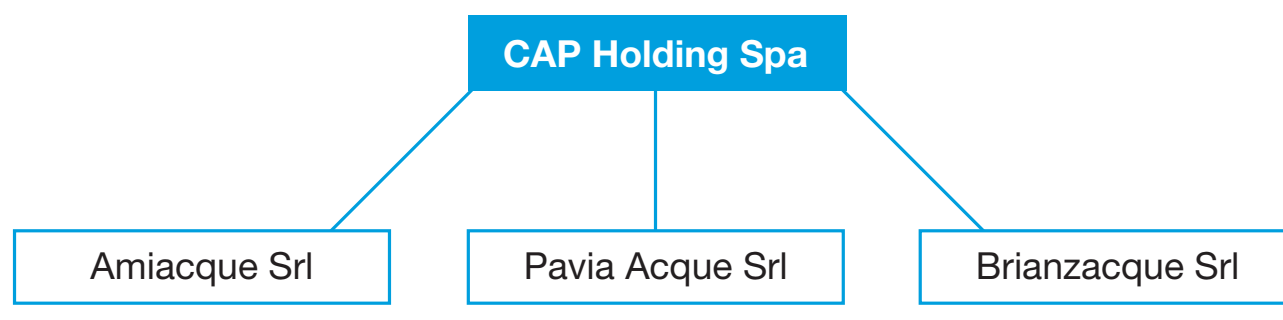 CAP Holding Spa
Amiacque Srl
Pavia Acque Srl
Brianzacque Srl